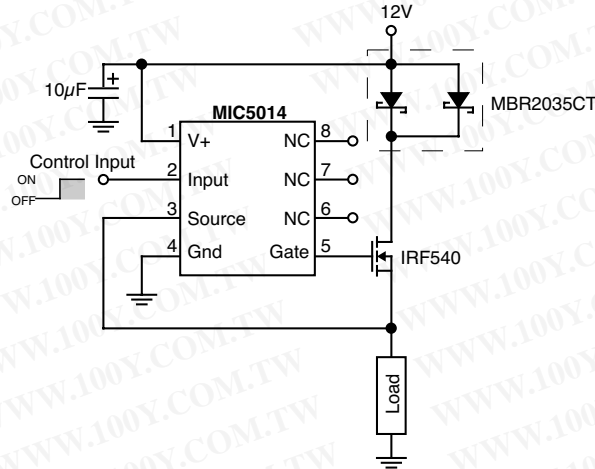 12V
10µF
+
MBR2035CT
MIC5014
1 V+ NC 8
Control Input
ON
OFF
2 Input NC 7
3 Source NC 6
4 Gnd Gate 5
IRF540
Load
WWW.100Y.COM.TW